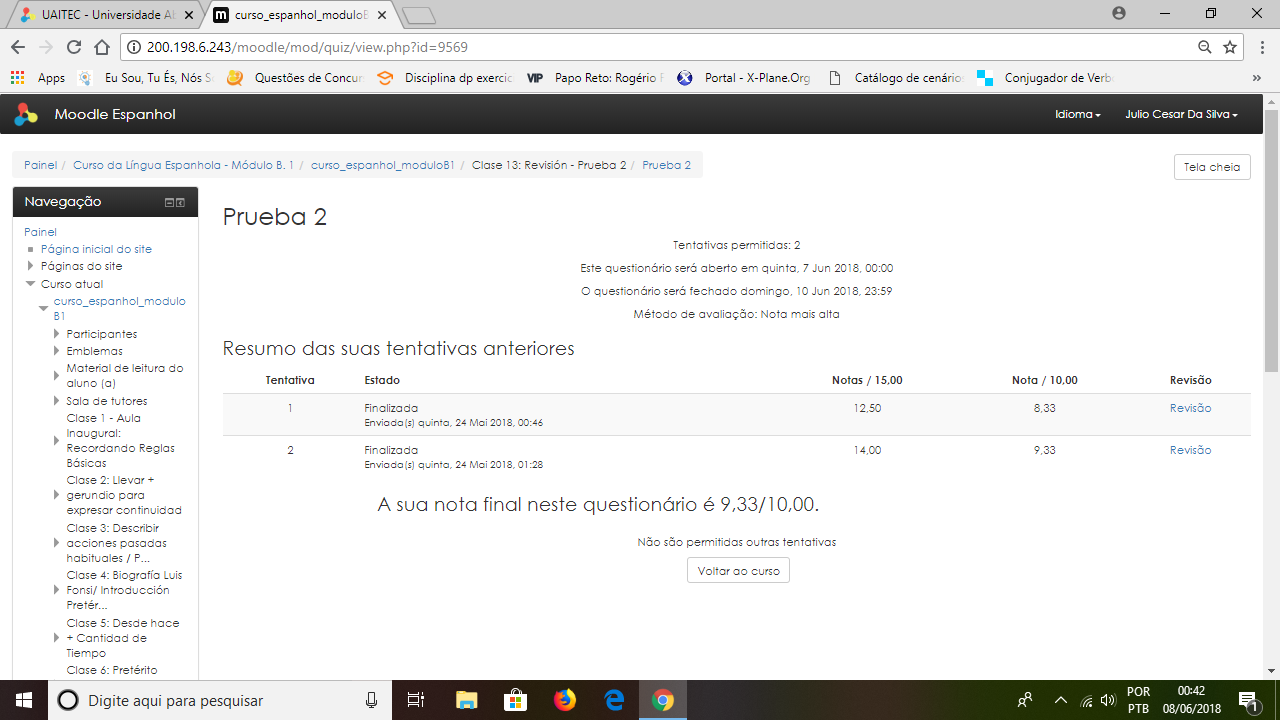 UAITEC - Universidade Ab
curso_espanhol_moduloB
200.198.6.243/moodle/mod/quiz/view.php?id=9569
Apps
Eu Sou, Tu És, Nós S
Questões de Concur
Disciplina dp exercic
VIP
Papo Reto: Rogério F
Portal - X-Plane.Org
Catálogo de cenário
Conjugador de Verb
»
Moodle Espanhol
Idioma
Julio Cesar Da Silva
Painel / Curso da Língua Espanhola - Módulo B. 1 / curso_espanhol_moduloB1 / Clase 13: Revisión - Prueba 2 / Prueba 2
Tela cheia
Navegação
Painel
Página inicial do site
Páginas do site
Curso atual
curso_espanhol_modulo
B1
Participantes
Emblemas
Material de leitura do
aluno (a)
Sala de tutores
Clase 1 - Aula
Inaugural:
Recordando Reglas
Básicas
Clase 2: Llevar +
gerundio para
expresar continuidad
Clase 3: Describir
acciones pasadas
habituales / P...
Clase 4: Biografía Luis
Fonsi/ Introducción
Pretér...
Clase 5: Desde hace
+ Cantidad de
Tiempo
Clase 6: Pretérito
Prueba 2
Tentativas permitidas: 2
Este questionário será aberto em quinta, 7 Jun 2018, 00:00
O questionário será fechado domingo, 10 Jun 2018, 23:59
Método de avaliação: Nota mais alta
Resumo das suas tentativas anteriores
Tentativa Estado Notas / 15,00 Nota / 10,00 Revisão
1 Finalizada 12,50 8,33 Revisão
Enviada(s) quinta, 24 Mai 2018, 00:46
2 Finalizada 14,00 9,33 Revisão
Enviada(s) quinta, 24 Mai 2018, 01:28
A sua nota final neste questionário é 9,33/10,00.
Não são permitidas outras tentativas
Voltar ao curso
Digite aqui para pesquisar
POR
PTB
00:42
08/06/2018
1